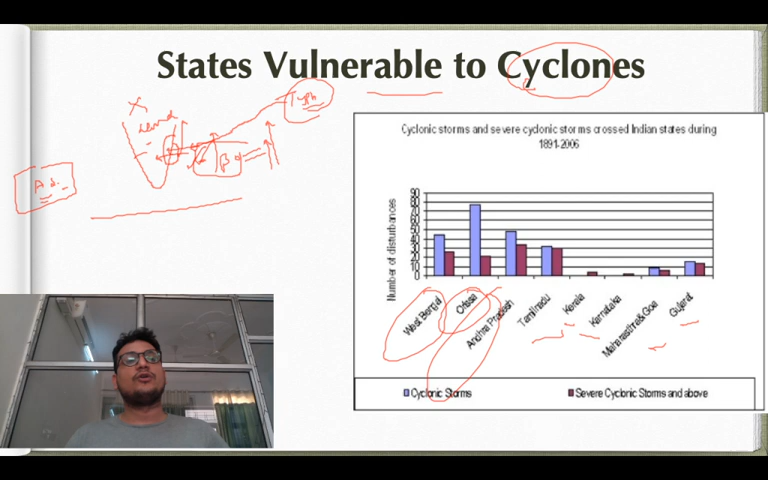 States Vulnerable to Cyclones
Typh
X
Land
A.S.
Cyclonic storms and severe cyclonic storms crossed Indian states during
1891-2006
Number of disturbances
90
80
70
60
50
40
30
20
10
0
West Bengal
Orissa
Andhra Pradesh
Tamilnadu
Kerala
Karnataka
Maharashtra&Goa
Gujarat
Cyclonic Storms
Severe Cyclonic Storms and above